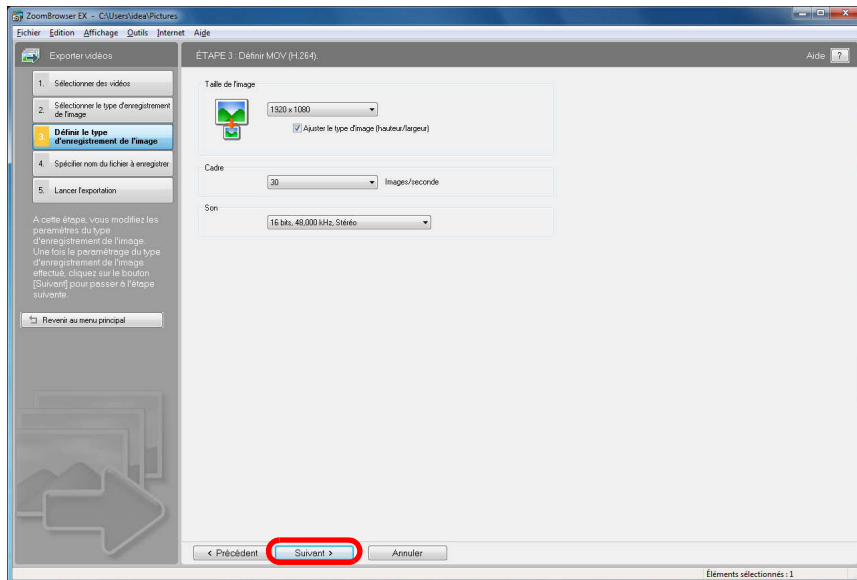 ZoomBrowser EX - C:\Users\idea\Pictures
Eichier Edition Affichage Outils Internet Aide
Exporter vidéos
ÉTAPE 3 : Définir MOV (H.264).
Aide ?
1. Sélectionner des vidéos
2. Sélectionner le type d'enregistrement
de l'image
3. Définir le type
d'enregistrement de l'image
4. Spécifier nom du fichier à enregistrer
5. Lancer l'exportation
A cette étape, vous modifiez les
paramètres du type
d'enregistrement de l'image.
Une fois le paramétrage du type
d'enregistrement de l'image
effectué, cliquez sur le bouton
[Suivant] pour passer à l'étape
suivante.
Revenir au menu principal
Taille de l'image
1920 x 1080
Ajuster le type d'image (hauteur/largeur)
Cadre
30 Images/seconde
Son
16 bits, 48,000 kHz, Stéréo
< Précédent Suivant > Annuler
Éléments sélectionnés : 1